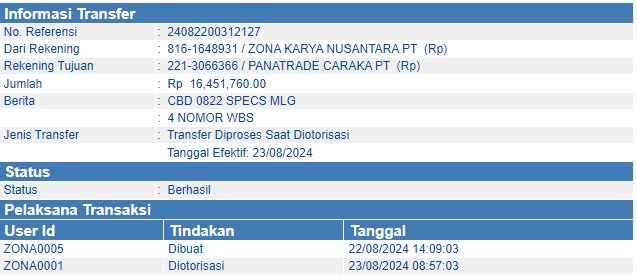 Informasi Transfer
No. Referensi : 24082200312127
Dari Rekening : 816-1648931 / ZONA KARYA NUSANTARA PT (Rp)
Rekening Tujuan : 221-3066366 / PANATRADE CARAKA PT (Rp)
Jumlah : Rp 16,451,760.00
Berita : CBD 0822 SPECS MLG
: 4 NOMOR WBS
Jenis Transfer : Transfer Diproses Saat Diotorisasi
Tanggal Efektif: 23/08/2024
Status
Status : Berhasil
Pelaksana Transaksi
User Id Tindakan Tanggal
ZONA0005 Dibuat 22/08/2024 14:09:03
ZONA0001 Diotorisasi 23/08/2024 08:57:03